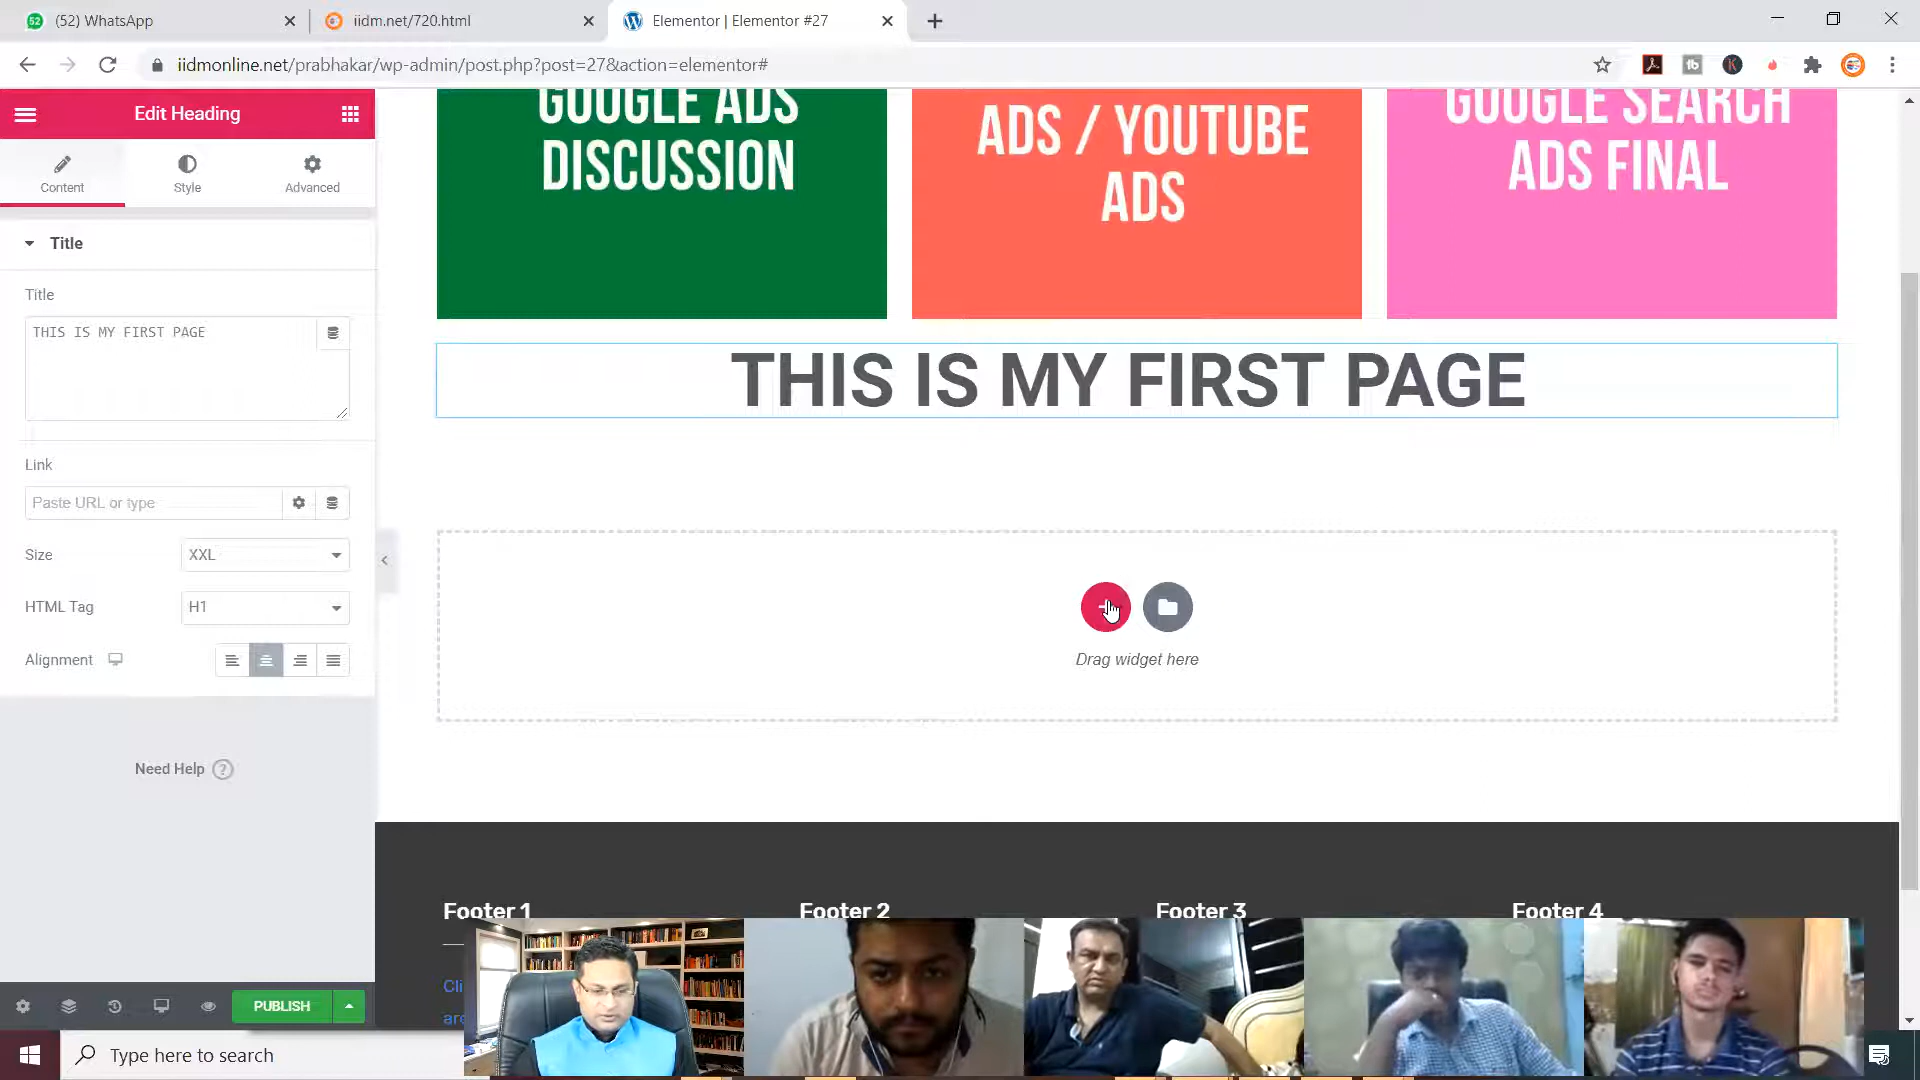 (52) WhatsApp
iidm.net/720.html
Elementor | Elementor #27
iidmonline.net/prabhakar/wp-admin/post.php?post=27&action=elementor#
Edit Heading
Content
Style
Advanced
Title
Title
THIS IS MY FIRST PAGE
Link
Paste URL or type
Size
XXL
HTML Tag
H1
Alignment
Need Help
PUBLISH
GOOGLE ADS
DISCUSSION
ADS / YOUTUBE
ADS
GOOGLE SEARCH
ADS FINAL
THIS IS MY FIRST PAGE
Drag widget here
Footer 1
Footer 2
Footer 3
Footer 4
Type here to search